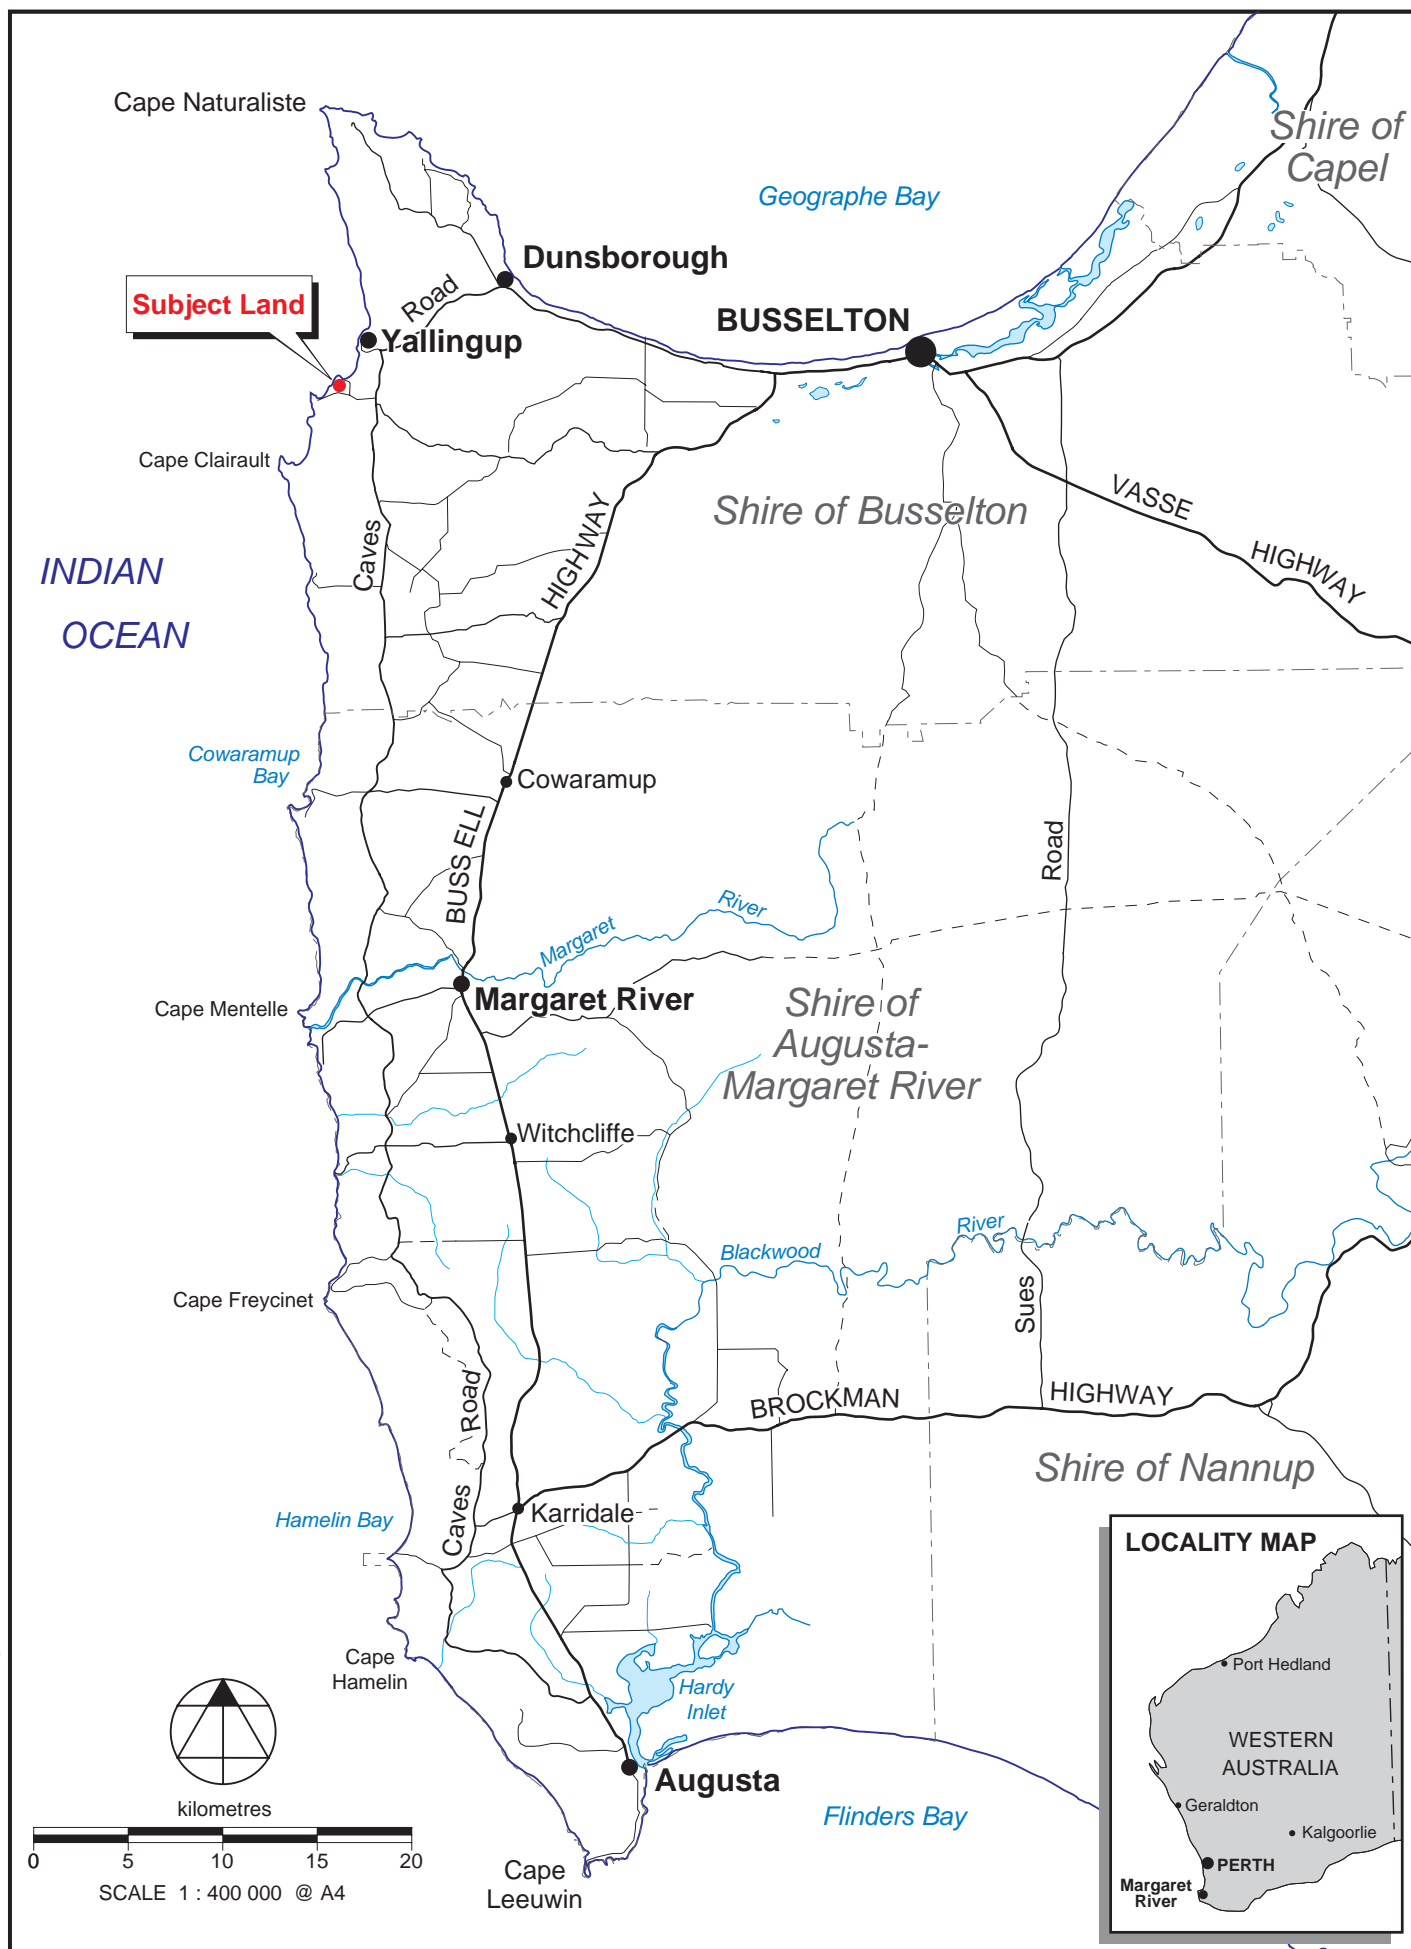 Cape Naturaliste
Shire of
Capel
Geographe Bay
Dunsborough
Subject Land
Road
BUSSELTON
Yallingup
Cape Clairault
Shire of Busselton
VASSE
HIGHWAY
HIGHWAY
Caves
INDIAN
OCEAN
Cowaramup
Bay
Cowaramup
BUSS ELL
Road
River
Margaret
Cape Mentelle
Margaret River
Shire of
Augusta-
Margaret River
Witchcliffe
River
Blackwood
Cape Freycinet
Sues
Road
BROCKMAN
HIGHWAY
Shire of Nannup
Caves
Karridale
Hamelin Bay
Cape
Hamelin
Hardy
Inlet
Augusta
Flinders Bay
Cape
Leeuwin
kilometres
0 5 10 15 20
SCALE 1 : 400 000 @ A4
LOCALITY MAP
Port Hedland
WESTERN
AUSTRALIA
Geraldton
Kalgoorlie
PERTH
Margaret
River